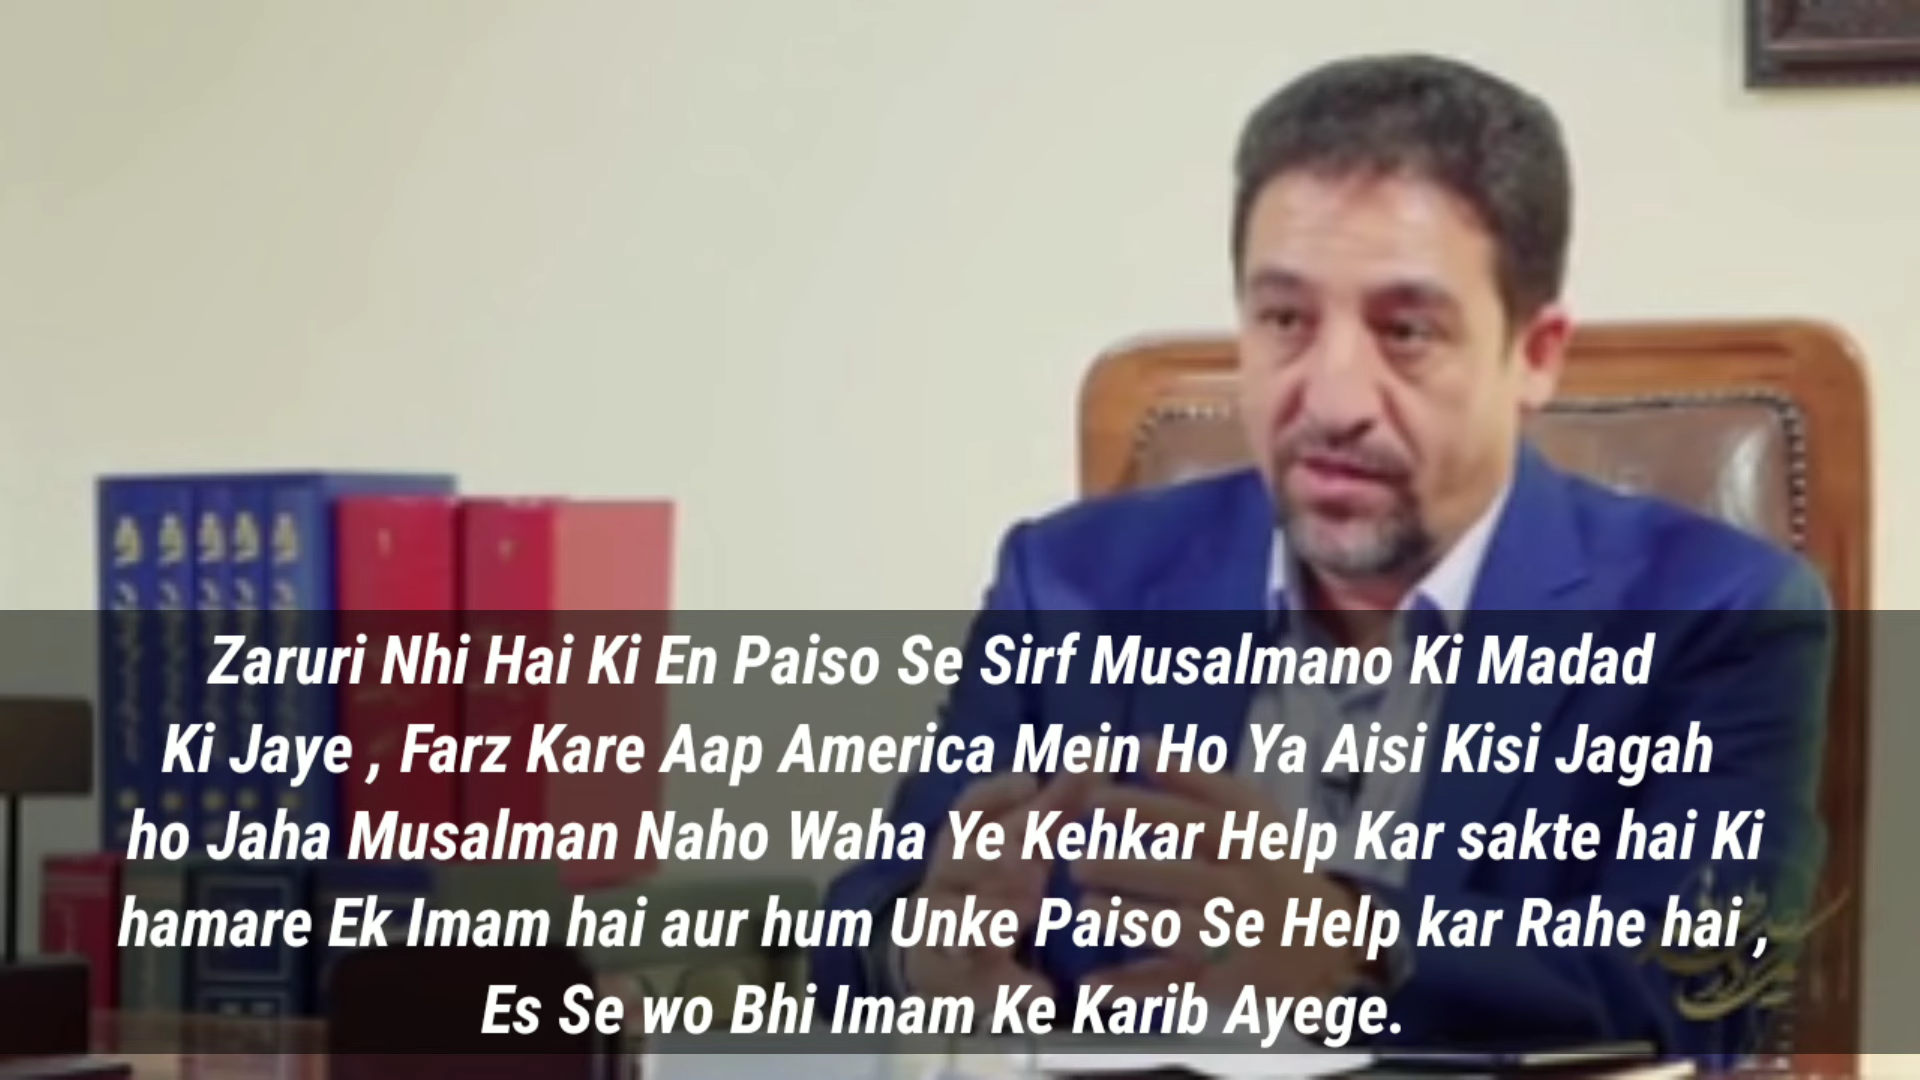 Zaruri Nhi Hai Ki En Paiso Se Sirf Musalmano Ki Madad
Ki Jaye , Farz Kare Aap America Mein Ho Ya Aisi Kisi Jagah
ho Jaha Musalman Naho Waha Ye Kehkar Help Kar sakte hai Ki
hamare Ek Imam hai aur hum Unke Paiso Se Help kar Rahe hai ,
Es Se wo Bhi Imam Ke Karib Ayege.